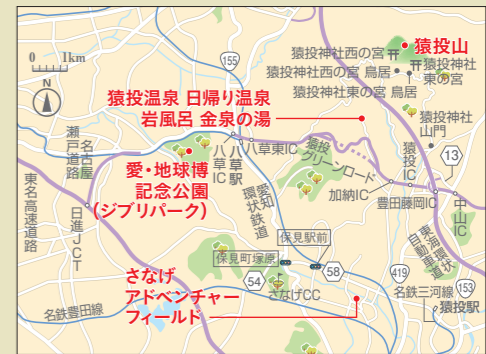 0 1km
N
155
猿投山
猿投神社西の宮
猿投神社西の宮 鳥居
猿投神社東の宮 鳥居
猿投神社
東の宮
猿投温泉 日帰り温泉
岩風呂 金泉の湯
猿投神社
山門
瀬戸道路
名古屋
東名高速道路
愛・地球博
記念公園
(ジブリパーク)
八草IC
八草駅
八草東IC
猿投
グリーンロード
加納IC
猿投IC
13
豊田藤岡IC
中山IC
愛知
環状鉄道
日進JCT
東海環状
自動車道
保見駅前
保見町塚原
54
58
419
153
さなげCC
さなげ
アドベンチャー
フィールド
名鉄豊田線
名鉄三河線
猿投駅